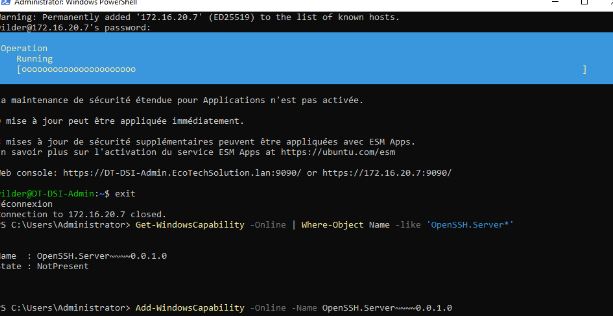 Administrator: Windows PowerShell
arning: Permanently added '172.16.20.7' (ED25519) to the list of known hosts.
ilder@172.16.20.7's password:
Operation
Running
[oooooooooooooooooooooo ]
a maintenance de sécurité étendue pour Applications n'est pas activée.
mise à jour peut être appliquée immédiatement.
mises à jour de sécurité supplémentaires peuvent être appliquées avec ESM Apps.
n savoir plus sur l'activation du service ESM Apps at https://ubuntu.com/esm
eb console: https://DT-DSI-Admin.EcoTechSolution.lan:9090/ or https://172.16.20.7:9090/
ilder@DT-DSI-Admin:~$ exit
éconnexion
onnection to 172.16.20.7 closed.
PS C:\Users\Administrator> Get-WindowsCapability -Online | Where-Object Name -like 'OpenSSH.Server*'
ame : OpenSSH.Server~~~~0.0.1.0
tate : NotPresent
PS C:\Users\Administrator> Add-WindowsCapability -Online -Name OpenSSH.Server~~~~0.0.1.0